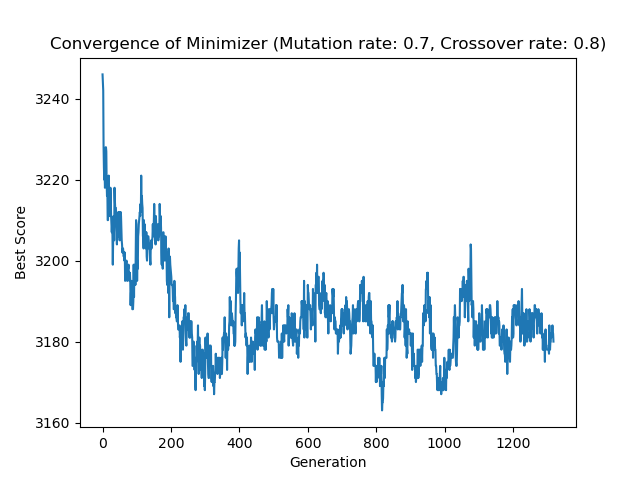 Convergence of Minimizer (Mutation rate: 0.7, Crossover rate: 0.8)
3240
3220
3200
3180
3160
Best Score
0 200 400 600 800 1000 1200
Generation